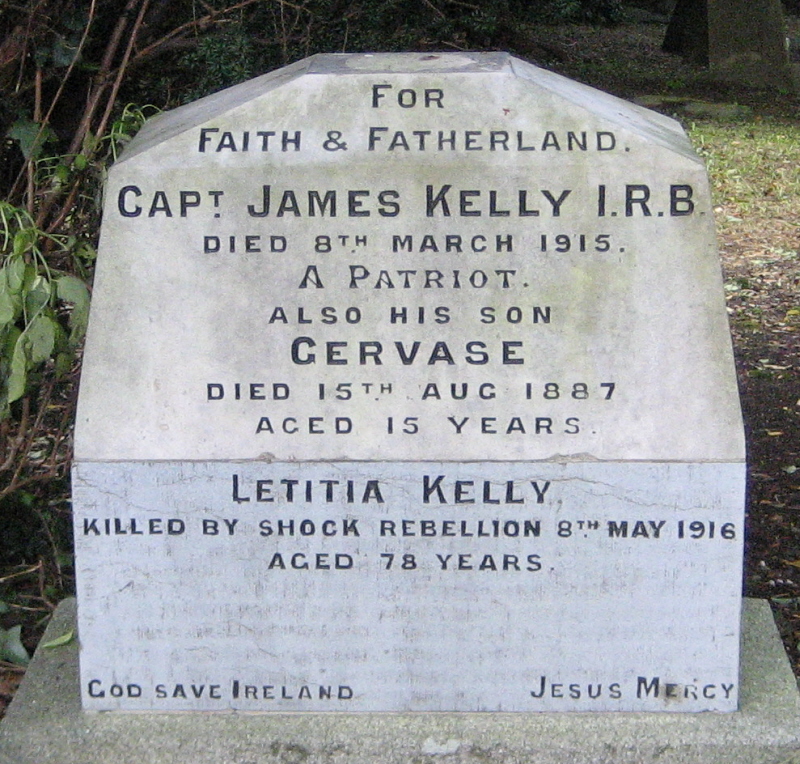 FOR
FAITH & FATHERLAND.
CAPT. JAMES KELLY I.R.B.
DIED 8TH. MARCH 1915.
A PATRIOT.
ALSO HIS SON
GERVASE
DIED 15TH. AUG 1887
AGED 15 YEARS.
LETITIA KELLY,
KILLED BY SHOCK REBELLION 8TH. MAY 1916
AGED 78 YEARS.
GOD SAVE IRELAND
JESUS MERCY